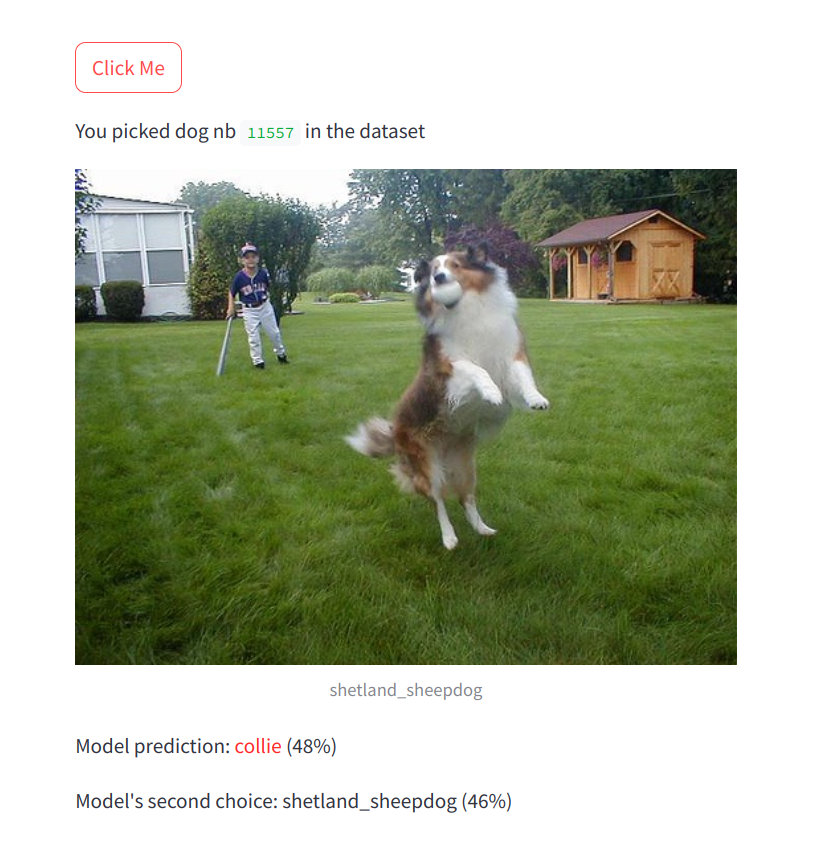 Click Me
You picked dog nb 11557 in the dataset
shetland_sheepdog
Model prediction: collie (48%)
Model's second choice: shetland_sheepdog (46%)